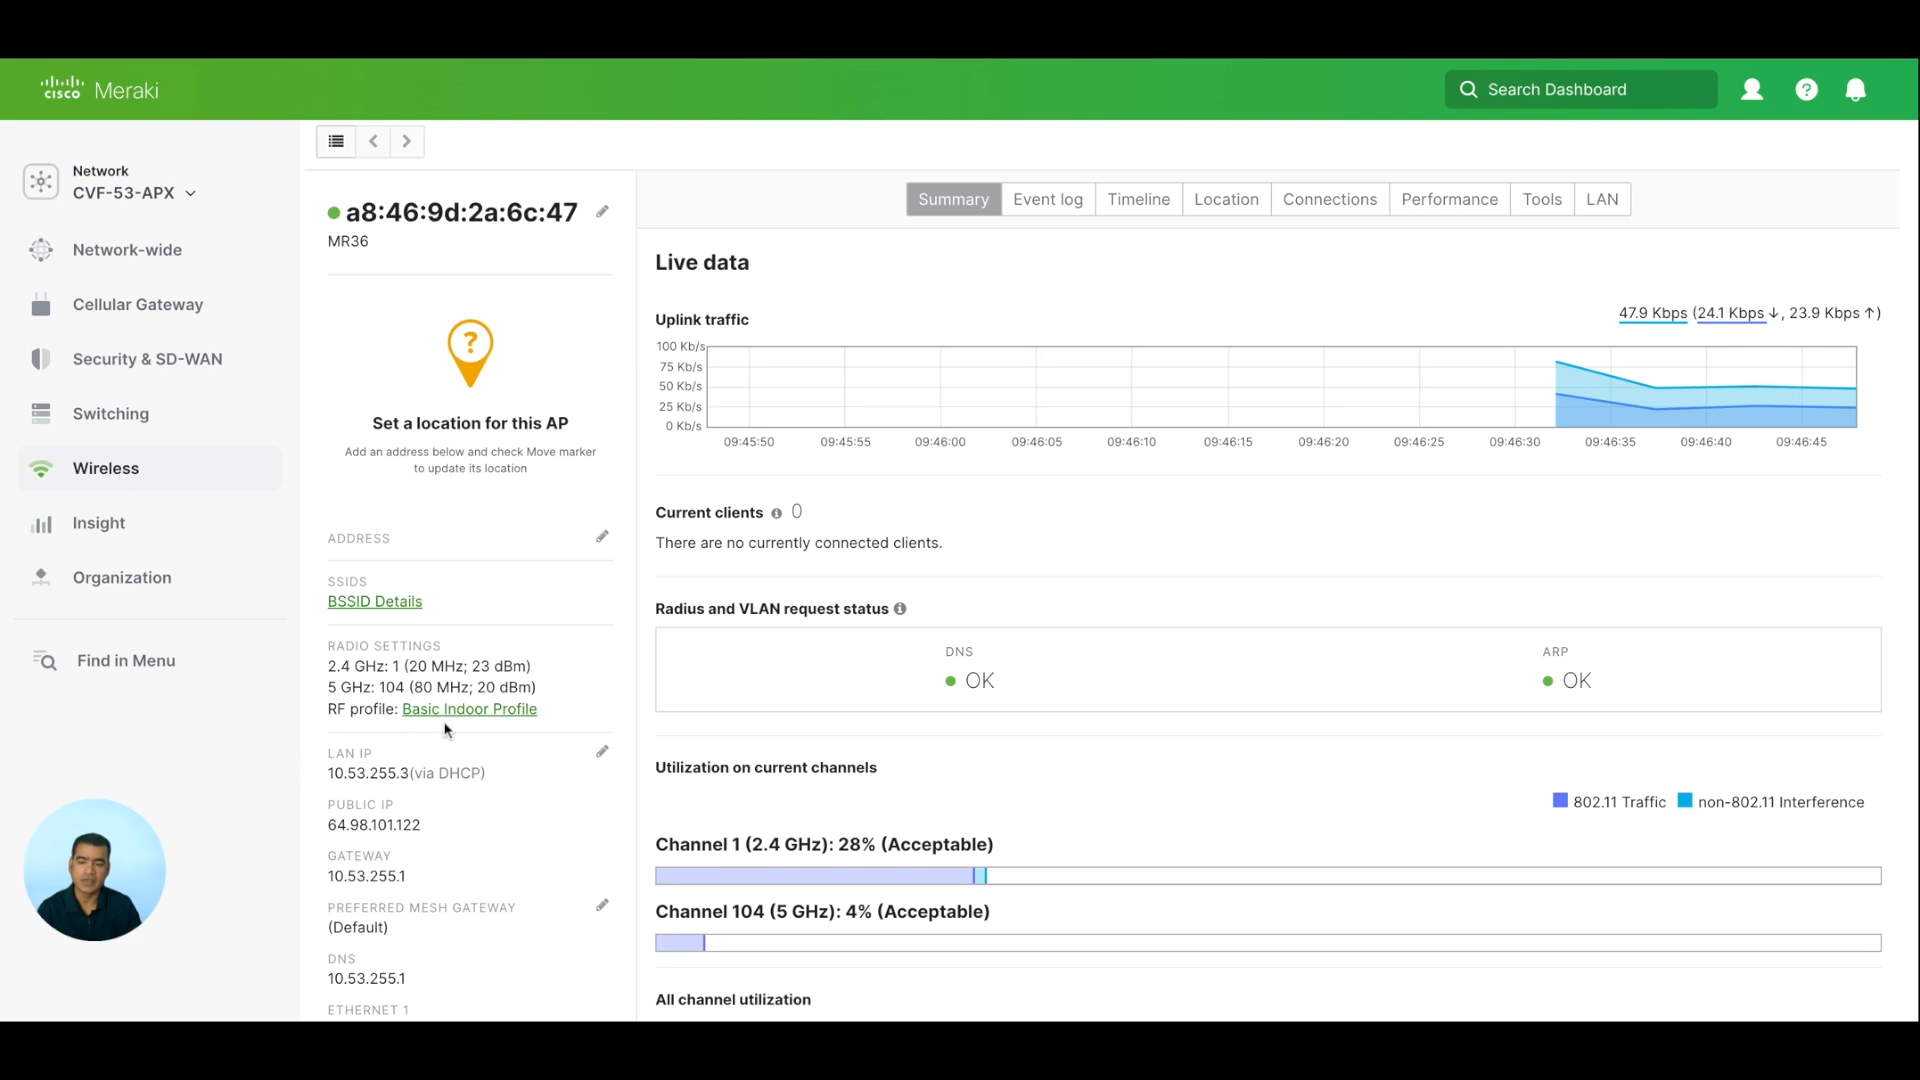 cisco Meraki
Search Dashboard
Network
CVF-53-APX
Network-wide
Cellular Gateway
Security & SD-WAN
Switching
Wireless
Insight
Organization
Find in Menu
a8:46:9d:2a:6c:47
MR36
?
Set a location for this AP
Add an address below and check Move marker
to update its location
ADDRESS
SSIDS
BSSID Details
RADIO SETTINGS
2.4 GHz: 1 (20 MHz; 23 dBm)
5 GHz: 104 (80 MHz; 20 dBm)
RF profile: Basic Indoor Profile
LAN IP
10.53.255.3(via DHCP)
PUBLIC IP
64.98.101.122
GATEWAY
10.53.255.1
PREFERRED MESH GATEWAY
(Default)
DNS
10.53.255.1
ETHERNET 1
Summary Event log Timeline Location Connections Performance Tools LAN
Live data
Uplink traffic
47.9 Kbps (24.1 Kbps ↓, 23.9 Kbps ↑)
100 Kb/s
75 Kb/s
50 Kb/s
25 Kb/s
0 Kb/s
09:45:50 09:45:55 09:46:00 09:46:05 09:46:10 09:46:15 09:46:20 09:46:25 09:46:30 09:46:35 09:46:40 09:46:45
Current clients 0
There are no currently connected clients.
Radius and VLAN request status
DNS ARP
OK OK
Utilization on current channels
802.11 Traffic non-802.11 Interference
Channel 1 (2.4 GHz): 28% (Acceptable)
Channel 104 (5 GHz): 4% (Acceptable)
All channel utilization